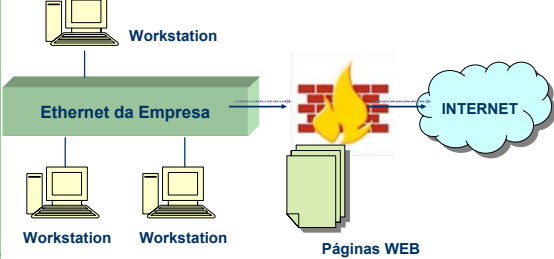 Workstation
Ethernet da Empresa
INTERNET
Workstation
Workstation
Páginas WEB